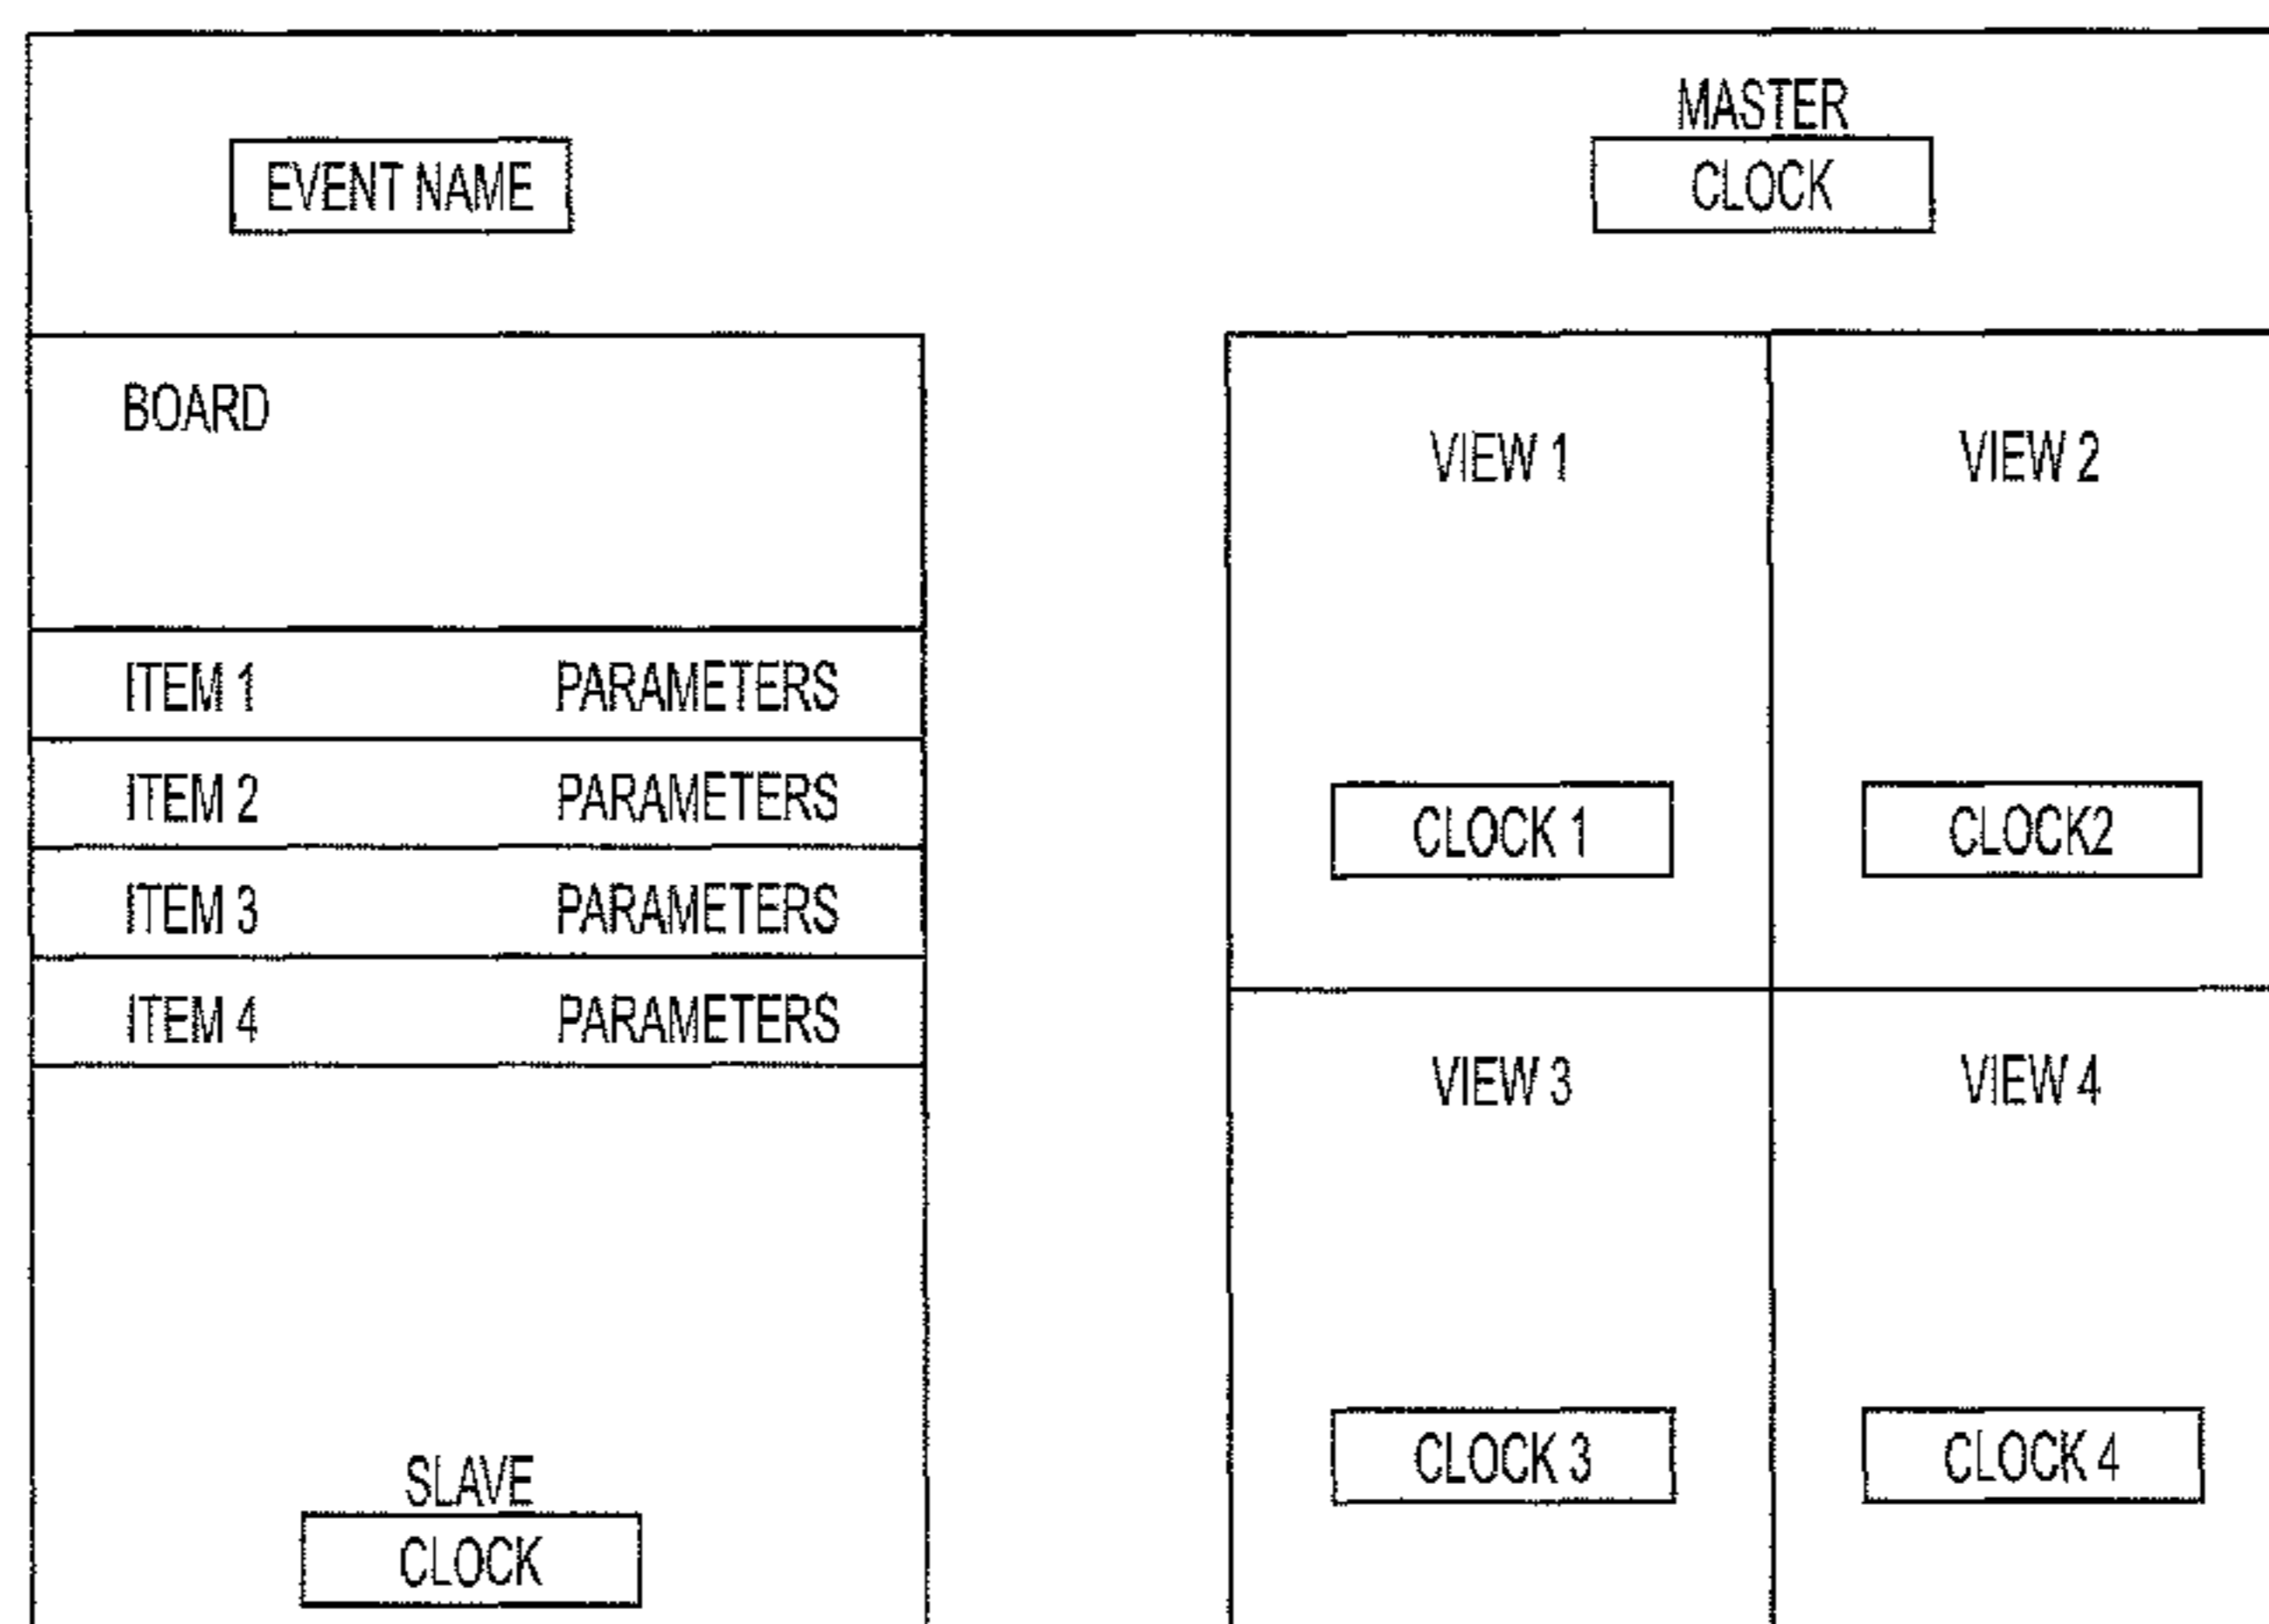 MASTER
EVENT NAME
CLOCK
BOARD
ITEM 1 PARAMETERS
ITEM 2 PARAMETERS
ITEM 3 PARAMETERS
ITEM 4 PARAMETERS
SLAVE
CLOCK
VIEW 1
VIEW 2
CLOCK 1
CLOCK2
VIEW 3
VIEW 4
CLOCK 3
CLOCK 4